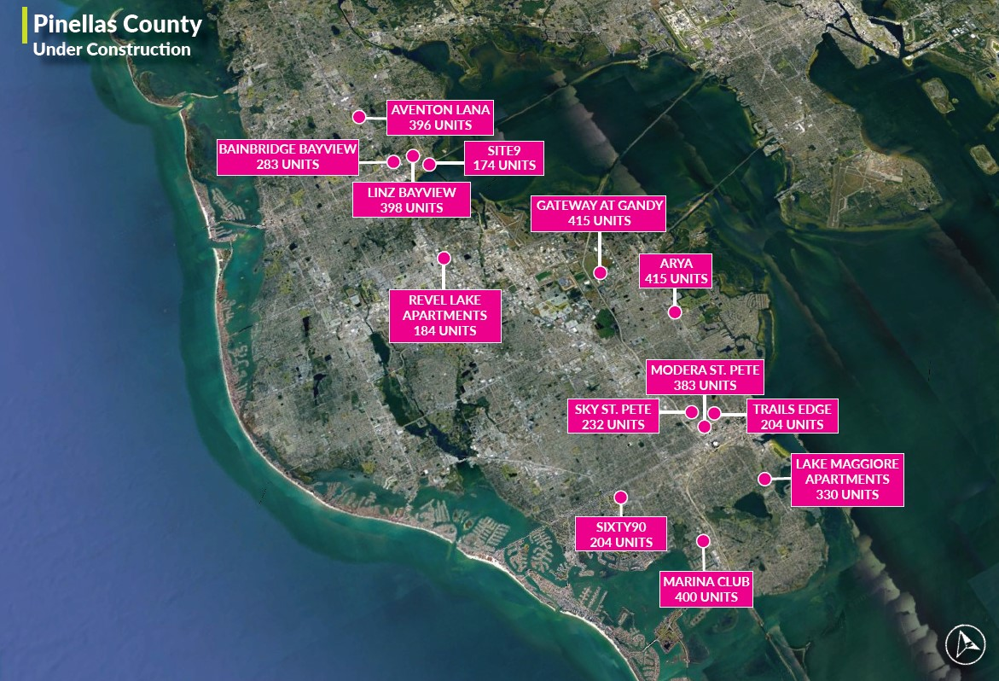 Pinellas County
Under Construction
AVENTON LANA
396 UNITS
BAINBRIDGE BAYVIEW
283 UNITS
SITE9
174 UNITS
LINZ BAYVIEW
398 UNITS
GATEWAY AT GANDY
415 UNITS
ARYA
415 UNITS
REVEL LAKE
APARTMENTS
184 UNITS
MODERA ST. PETE
383 UNITS
SKY ST. PETE
232 UNITS
TRAILS EDGE
204 UNITS
LAKE MAGGIORE
APARTMENTS
330 UNITS
SIXTY90
204 UNITS
MARINA CLUB
400 UNITS